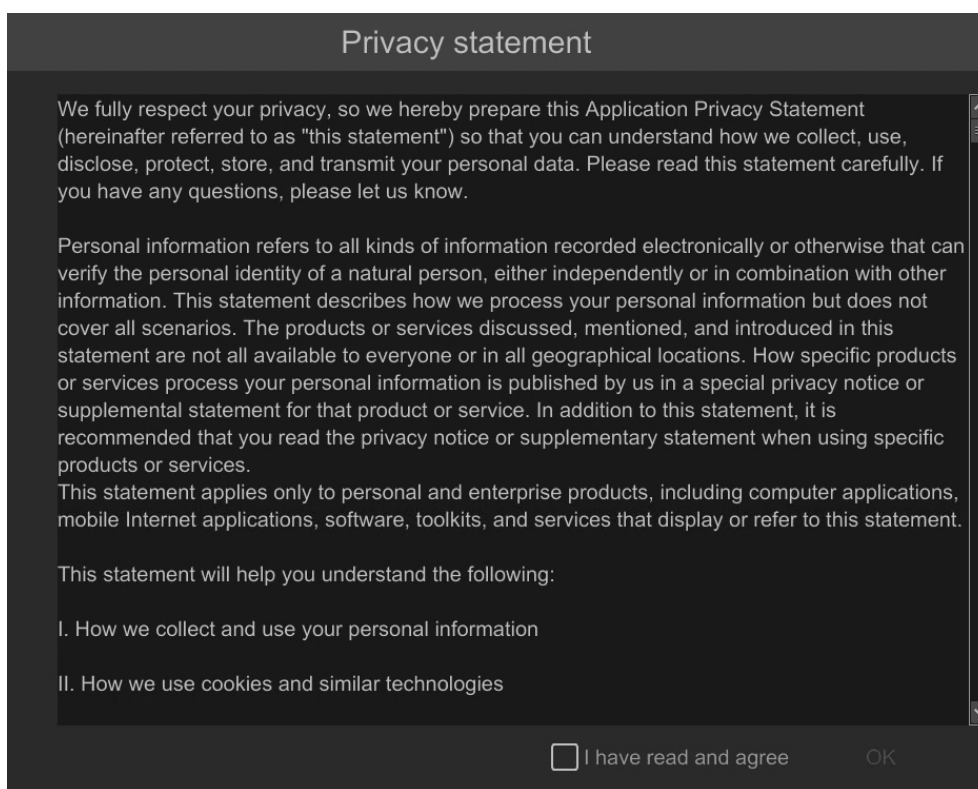 Privacy statement
We fully respect your privacy, so we hereby prepare this Application Privacy Statement
(hereinafter referred to as "this statement") so that you can understand how we collect, use,
disclose, protect, store, and transmit your personal data. Please read this statement carefully. If
you have any questions, please let us know.
Personal information refers to all kinds of information recorded electronically or otherwise that can
verify the personal identity of a natural person, either independently or in combination with other
information. This statement describes how we process your personal information but does not
cover all scenarios. The products or services discussed, mentioned, and introduced in this
statement are not all available to everyone or in all geographical locations. How specific products
or services process your personal information is published by us in a special privacy notice or
supplemental statement for that product or service. In addition to this statement, it is
recommended that you read the privacy notice or supplementary statement when using specific
products or services.
This statement applies only to personal and enterprise products, including computer applications,
mobile Internet applications, software, toolkits, and services that display or refer to this statement.
This statement will help you understand the following:
I. How we collect and use your personal information
II. How we use cookies and similar technologies
I have read and agree
OK